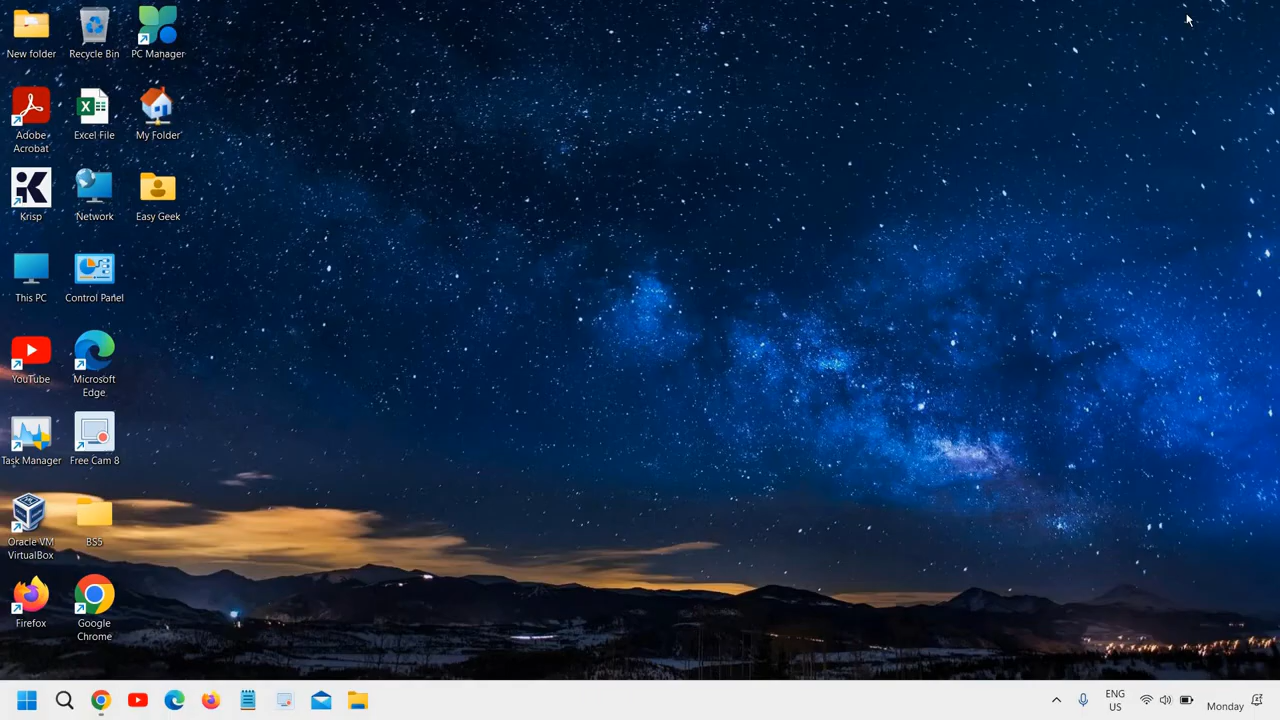 New folder
Recycle Bin
PC Manager
Adobe
Acrobat
Excel File
My Folder'
Krisp
Network
Easy Geek
This PC
Control Panel
YouTube
Microsoft
Edge
Task Manager
Free Cam 8
Oracle VM
VirtualBox
BS5
Firefox
Google
Chrome
ENG
US
Monday